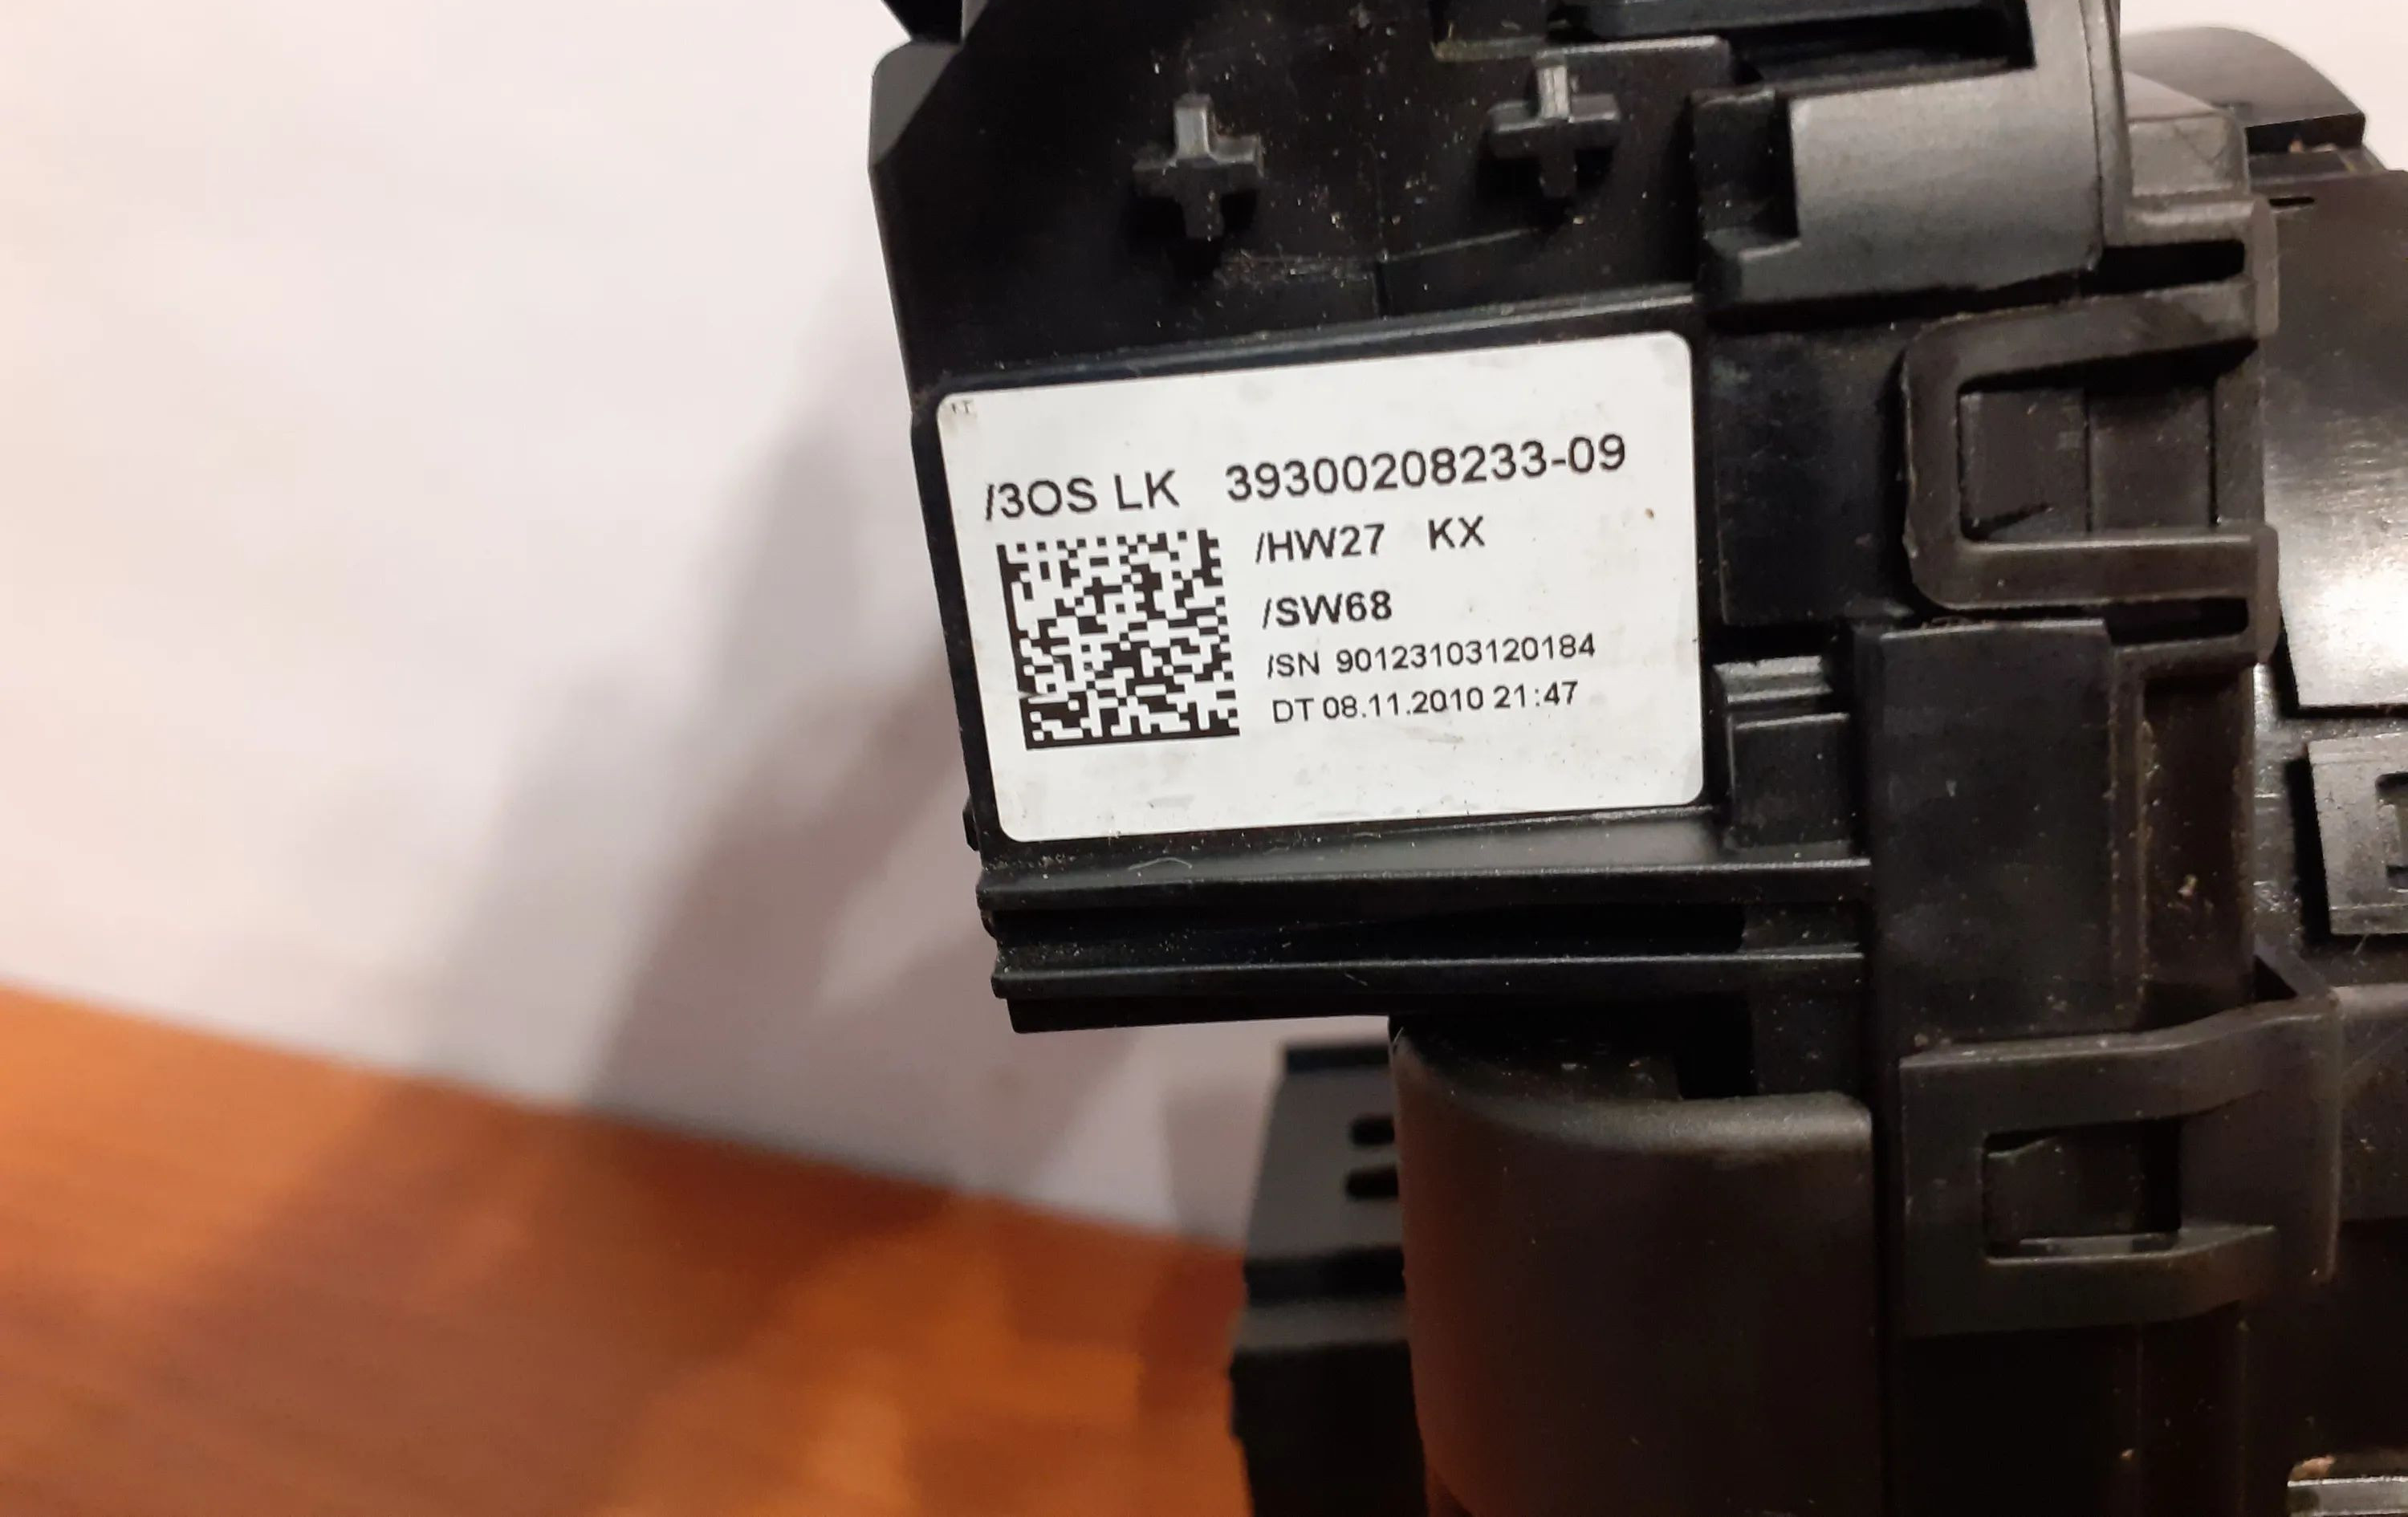 /3OS LK 39300208233-09
/HW27 KX
/SW68
/SN 90123103120184
DT 08.11.2010 21:47